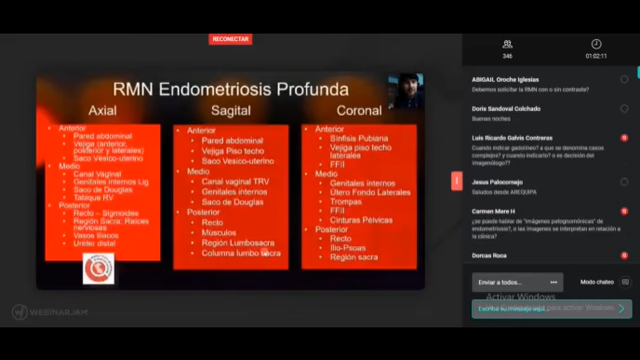 RECONECTAR
RMN Endometriosis Profunda
Axial
Anterior
Pared abdominal
Vejiga (anterior,
posterior y laterales)
Saco Vesico-uterino
Medio
Canal Vaginal
Genitales internos Lig
Saco de Douglas
Tabique RV
Posterior
Recto – Sigmoides
Región Sacra; Raíces
nerviosas
Vasos Iliacos
Uréter distal
Sagital
Anterior
Pared abdominal
Vejiga Piso techo
Saco Vesico-uterino
Medio
Canal vaginal TRV
Genitales internos
Saco de Douglas
Posterior
Recto
Músculos
Región Lumbosacra
Columna lumbo sacra
Coronal
Anterior
Sínfisis Pubiana
Vejiga piso techo
laterales
FFII
Medio
Genitales internos
Útero Fondo Laterales
Trompas
FFII
Cinturas Pélvicas
Posterior
Recto
Ilio-Psoas
Región sacra
WEBINARJAM
346
01:02:11
ABIGAIL Oroche Iglesias
Debemos solicitar la RMN con o sin contraste?
Doris Sandoval Colchado
Buenas noches
Luis Ricardo Galvis Contreras
Cuando indicar gadolineo? a que se denomina casos
complejos? y cuando indicarlo? o es decisión del
imagenólogo??
Jesus Palocornejo
Saludos desde AREQUIPA
Carmen Mere H
¿se puede hablar de "imágenes patognomónicas de
endometriosis", o las imagenes se interpretan en relación a
la clínica?
Dorcas Roca
Enviar a todos...
Modo chateo
Activar Windows
para activar Windows.